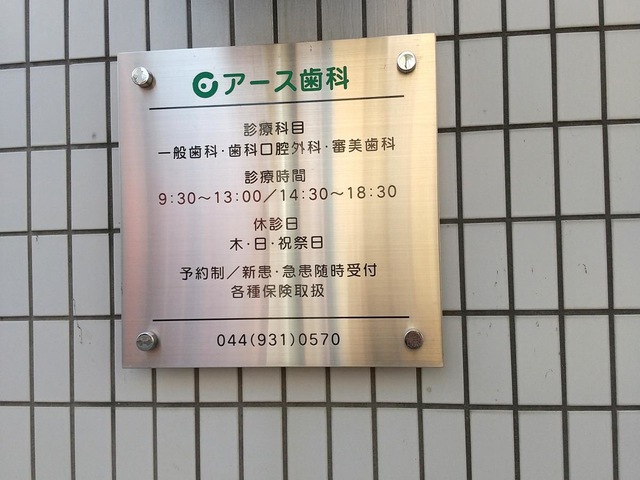 アース歯科
診療科目
一般歯科・歯科口腔外科・審美歯科
診療時間
9:30〜13:00／14:30〜18:30
休診日
木・日・祝祭日
予約制／新患・急患随時受付
各種保険取扱
044(931)0570